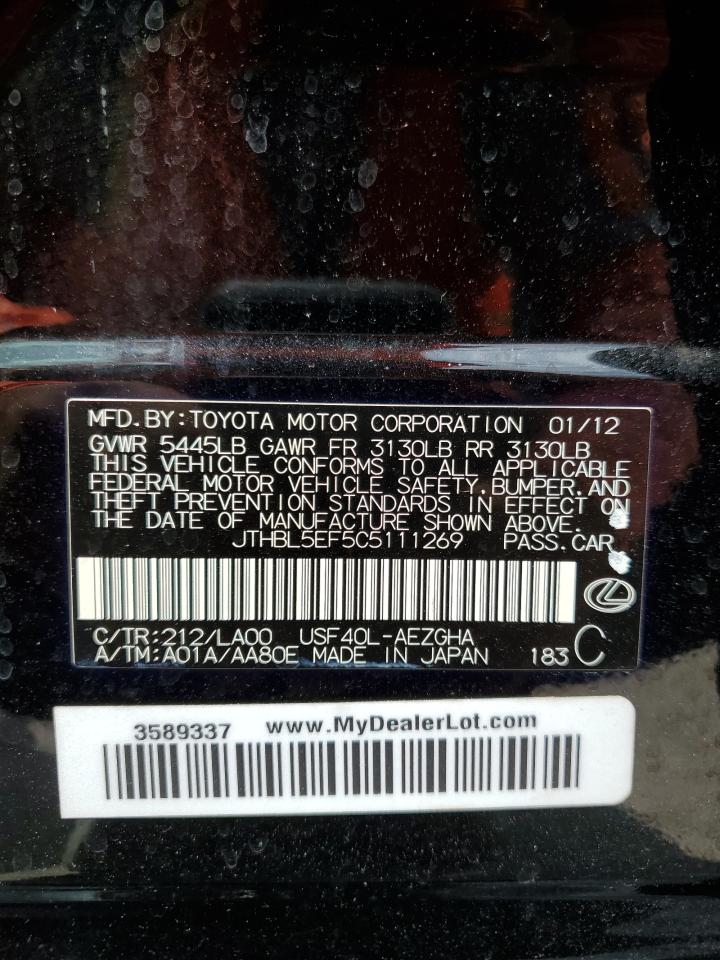 MFD.BY:TOYOTA MOTOR CORPORATION 01/12
GVWR 5445LB GAWR FR 3130LB RR 3130LB
THIS VEHICLE CONFORMS TO ALL APPLICABLE
FEDERAL MOTOR VEHICLE SAFETY,BUMPER,AND
THEFT PREVENTION STANDARDS IN EFFECT ON
THE DATE OF MANUFACTURE SHOWN ABOVE.
JTHBL5EF5C5111269 PASS.CAR
C/TR:212/LA00 USF40L-AEZGHA
A/TM:A01A/AA80E MADE IN JAPAN 183 C
3589337 www.MyDealerLot.com